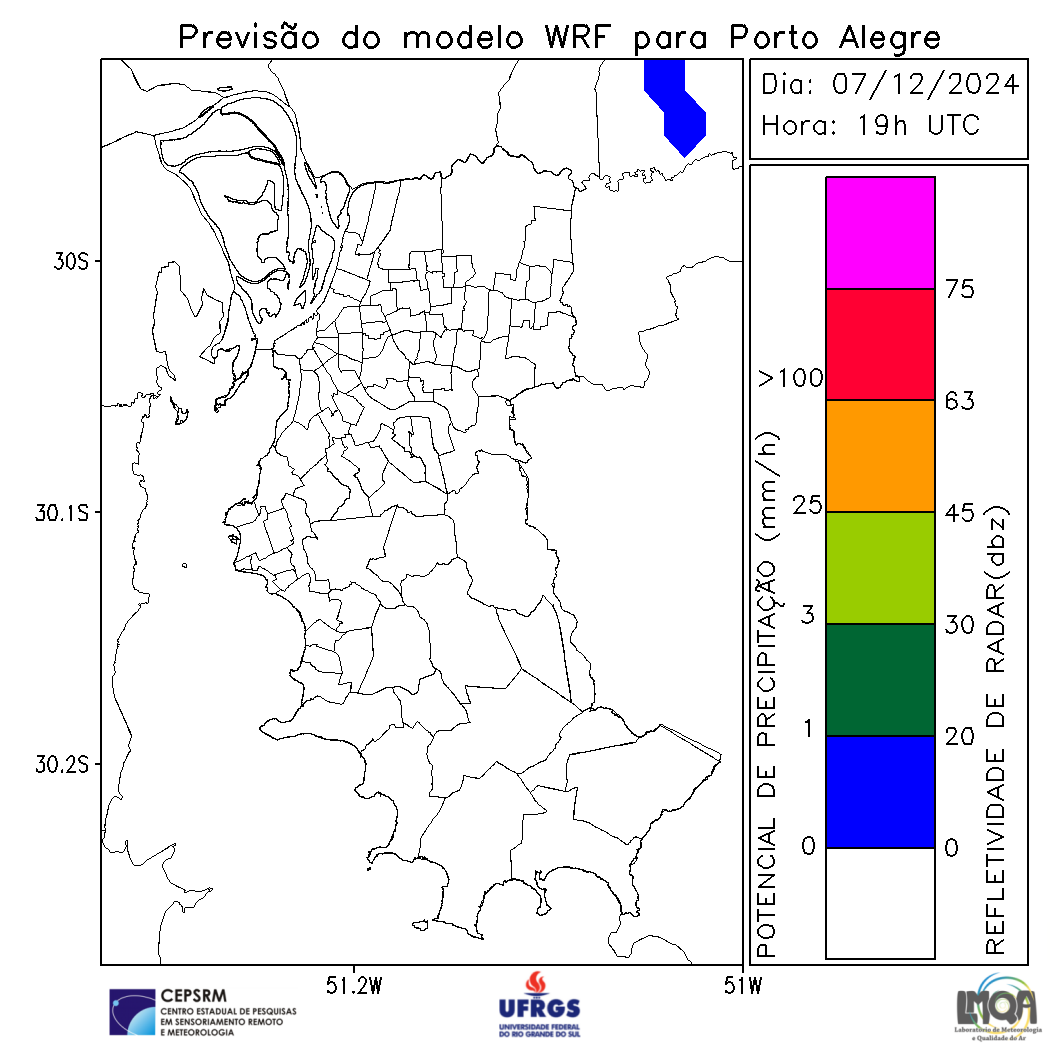 Previsão do modelo WRF para Porto Alegre
Dia: 07/12/2024
Hora: 19h UTC
30S
30.1S
30.2S
51.2W
51W
POTENCIAL DE PRECIPITAÇÃO (mm/h)
>100
25
3
1
0
75
63
45
30
20
0
REFLETIVIDADE DE RADAR(dbz)
CEPSRM
CENTRO ESTADUAL DE PESQUISAS
EM SENSORIAMENTO REMOTO
E METEOROLOGIA
UFRGS
UNIVERSIDADE FEDERAL
DO RIO GRANDE DO SUL
LMQA
Laboratório de Meteorologia
e Qualidade do Ar